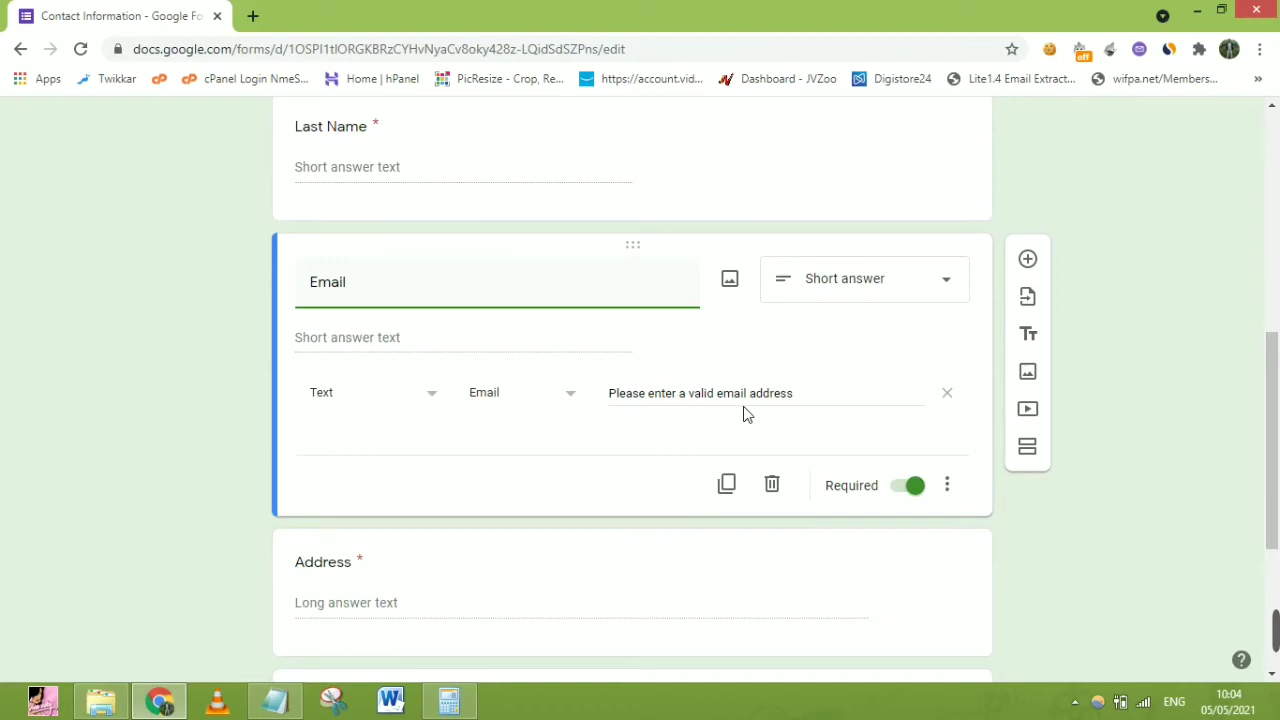 Contact Information - Google Fo
docs.google.com/forms/d/1OSPI1tlORGKBRzCYHvNyaCv8oky428z-LQidSdSZPns/edit
off
Apps
Twikkar
cPanel Login NmeS...
Home | hPanel
PicResize - Crop, Re...
https://account.vid...
Dashboard - JVZoo
Digistore24
Lite1.4 Email Extract...
wifpa.net/Members...
»
Last Name *
Short answer text
Email
Short answer
Short answer text
Text
Email
Please enter a valid email address
Required
Address *
Long answer text
ENG
10:04
05/05/2021